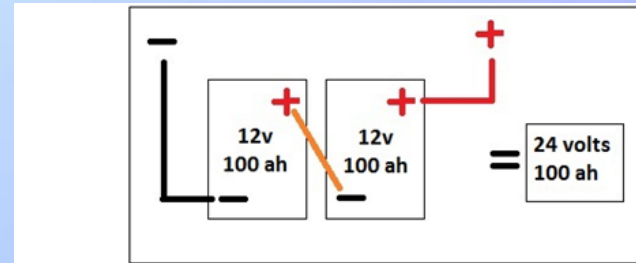 − +
+ +
12v
100 ah
12v
100 ah
− −
= 24 volts
100 ah